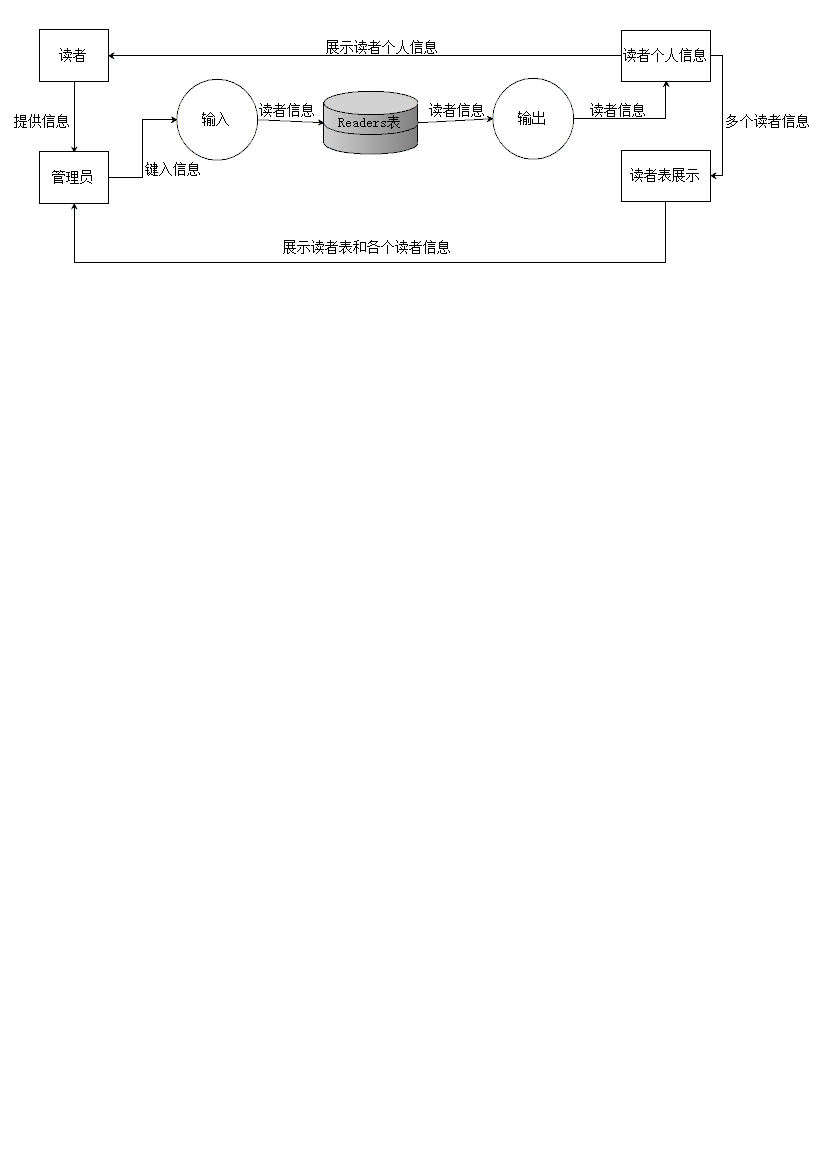 展示读者个人信息
读者
读者个人信息
提供信息
输入
读者信息
Readers表
读者信息
输出
读者信息
多个读者信息
管理员
键入信息
读者表展示
展示读者表和各个读者信息